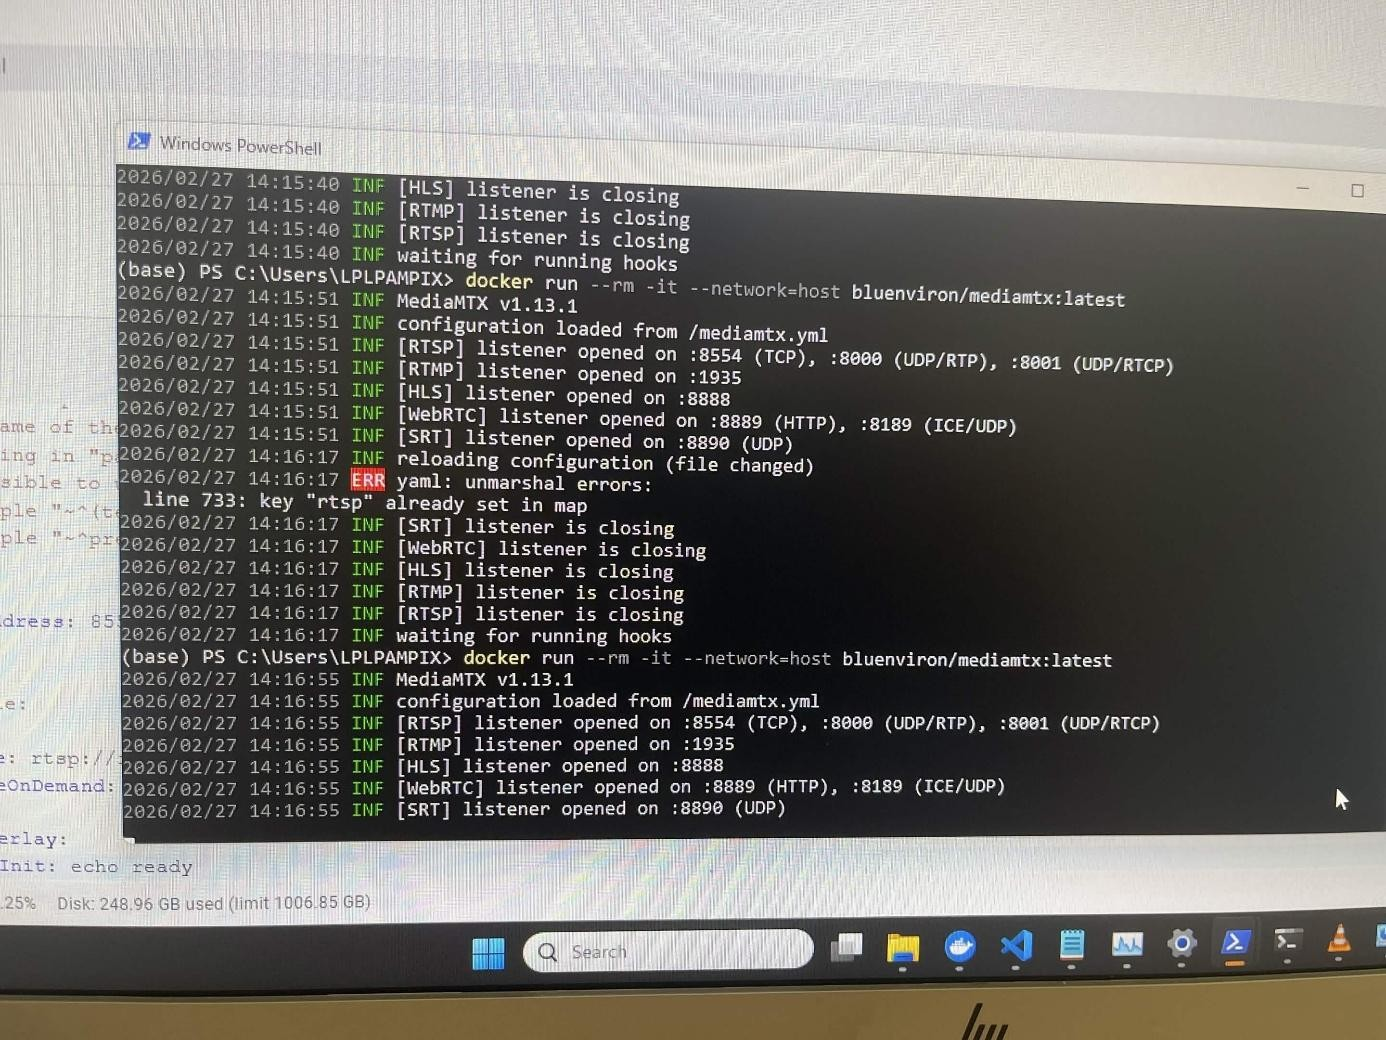 Windows PowerShell
2026/02/27 14:15:40 INF [HLS] listener is closing
2026/02/27 14:15:40 INF [RTMP] listener is closing
2026/02/27 14:15:40 INF [RTSP] listener is closing
2026/02/27 14:15:40 INF waiting for running hooks
(base) PS C:\Users\LPLPAMPIX> docker run --rm -it --network=host bluenviron/mediamtx:latest
2026/02/27 14:15:51 INF MediaMTX v1.13.1
2026/02/27 14:15:51 INF configuration loaded from /mediamtx.yml
2026/02/27 14:15:51 INF [RTSP] listener opened on :8554 (TCP), :8000 (UDP/RTP), :8001 (UDP/RTCP)
2026/02/27 14:15:51 INF [RTMP] listener opened on :1935
2026/02/27 14:15:51 INF [HLS] listener opened on :8888
2026/02/27 14:15:51 INF [WebRTC] listener opened on :8889 (HTTP), :8189 (ICE/UDP)
2026/02/27 14:15:51 INF [SRT] listener opened on :8890 (UDP)
2026/02/27 14:16:17 INF reloading configuration (file changed)
2026/02/27 14:16:17 ERR yaml: unmarshal errors:
line 733: key "rtsp" already set in map
2026/02/27 14:16:17 INF [SRT] listener is closing
2026/02/27 14:16:17 INF [WebRTC] listener is closing
2026/02/27 14:16:17 INF [HLS] listener is closing
2026/02/27 14:16:17 INF [RTMP] listener is closing
2026/02/27 14:16:17 INF [RTSP] listener is closing
2026/02/27 14:16:17 INF waiting for running hooks
(base) PS C:\Users\LPLPAMPIX> docker run --rm -it --network=host bluenviron/mediamtx:latest
2026/02/27 14:16:55 INF MediaMTX v1.13.1
2026/02/27 14:16:55 INF configuration loaded from /mediamtx.yml
2026/02/27 14:16:55 INF [RTSP] listener opened on :8554 (TCP), :8000 (UDP/RTP), :8001 (UDP/RTCP)
2026/02/27 14:16:55 INF [RTMP] listener opened on :1935
2026/02/27 14:16:55 INF [HLS] listener opened on :8888
2026/02/27 14:16:55 INF [WebRTC] listener opened on :8889 (HTTP), :8189 (ICE/UDP)
2026/02/27 14:16:55 INF [SRT] listener opened on :8890 (UDP)
ame of the
ing in "p
sible to
ple "~^(t
ple "~^pr
dress: 85
e:
e: rtsp://
eOnDemand:
erlay:
Init: echo ready
.25% Disk: 248.96 GB used (limit 1006.85 GB)
Search
hp